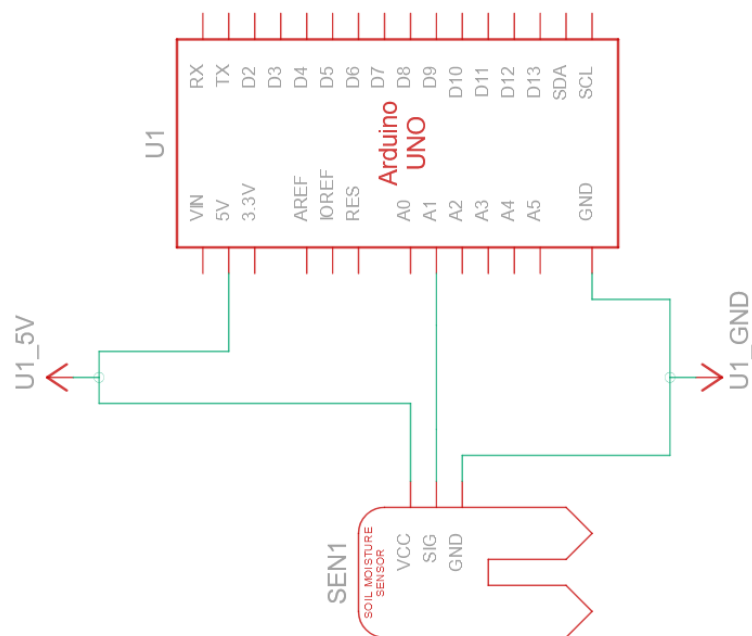 RX
TX
D2
D3
D4
D5
D6
D7
D8
D9
D10
D11
D12
D13
SDA
SCL
U1
Arduino
UNO
VIN
5V
3.3V
AREF
IOREF
RES
A0
A1
A2
A3
A4
A5
GND
U1_5V
U1_GND
SEN1
SOIL MOISTURE
SENSOR
VCC
SIG
GND